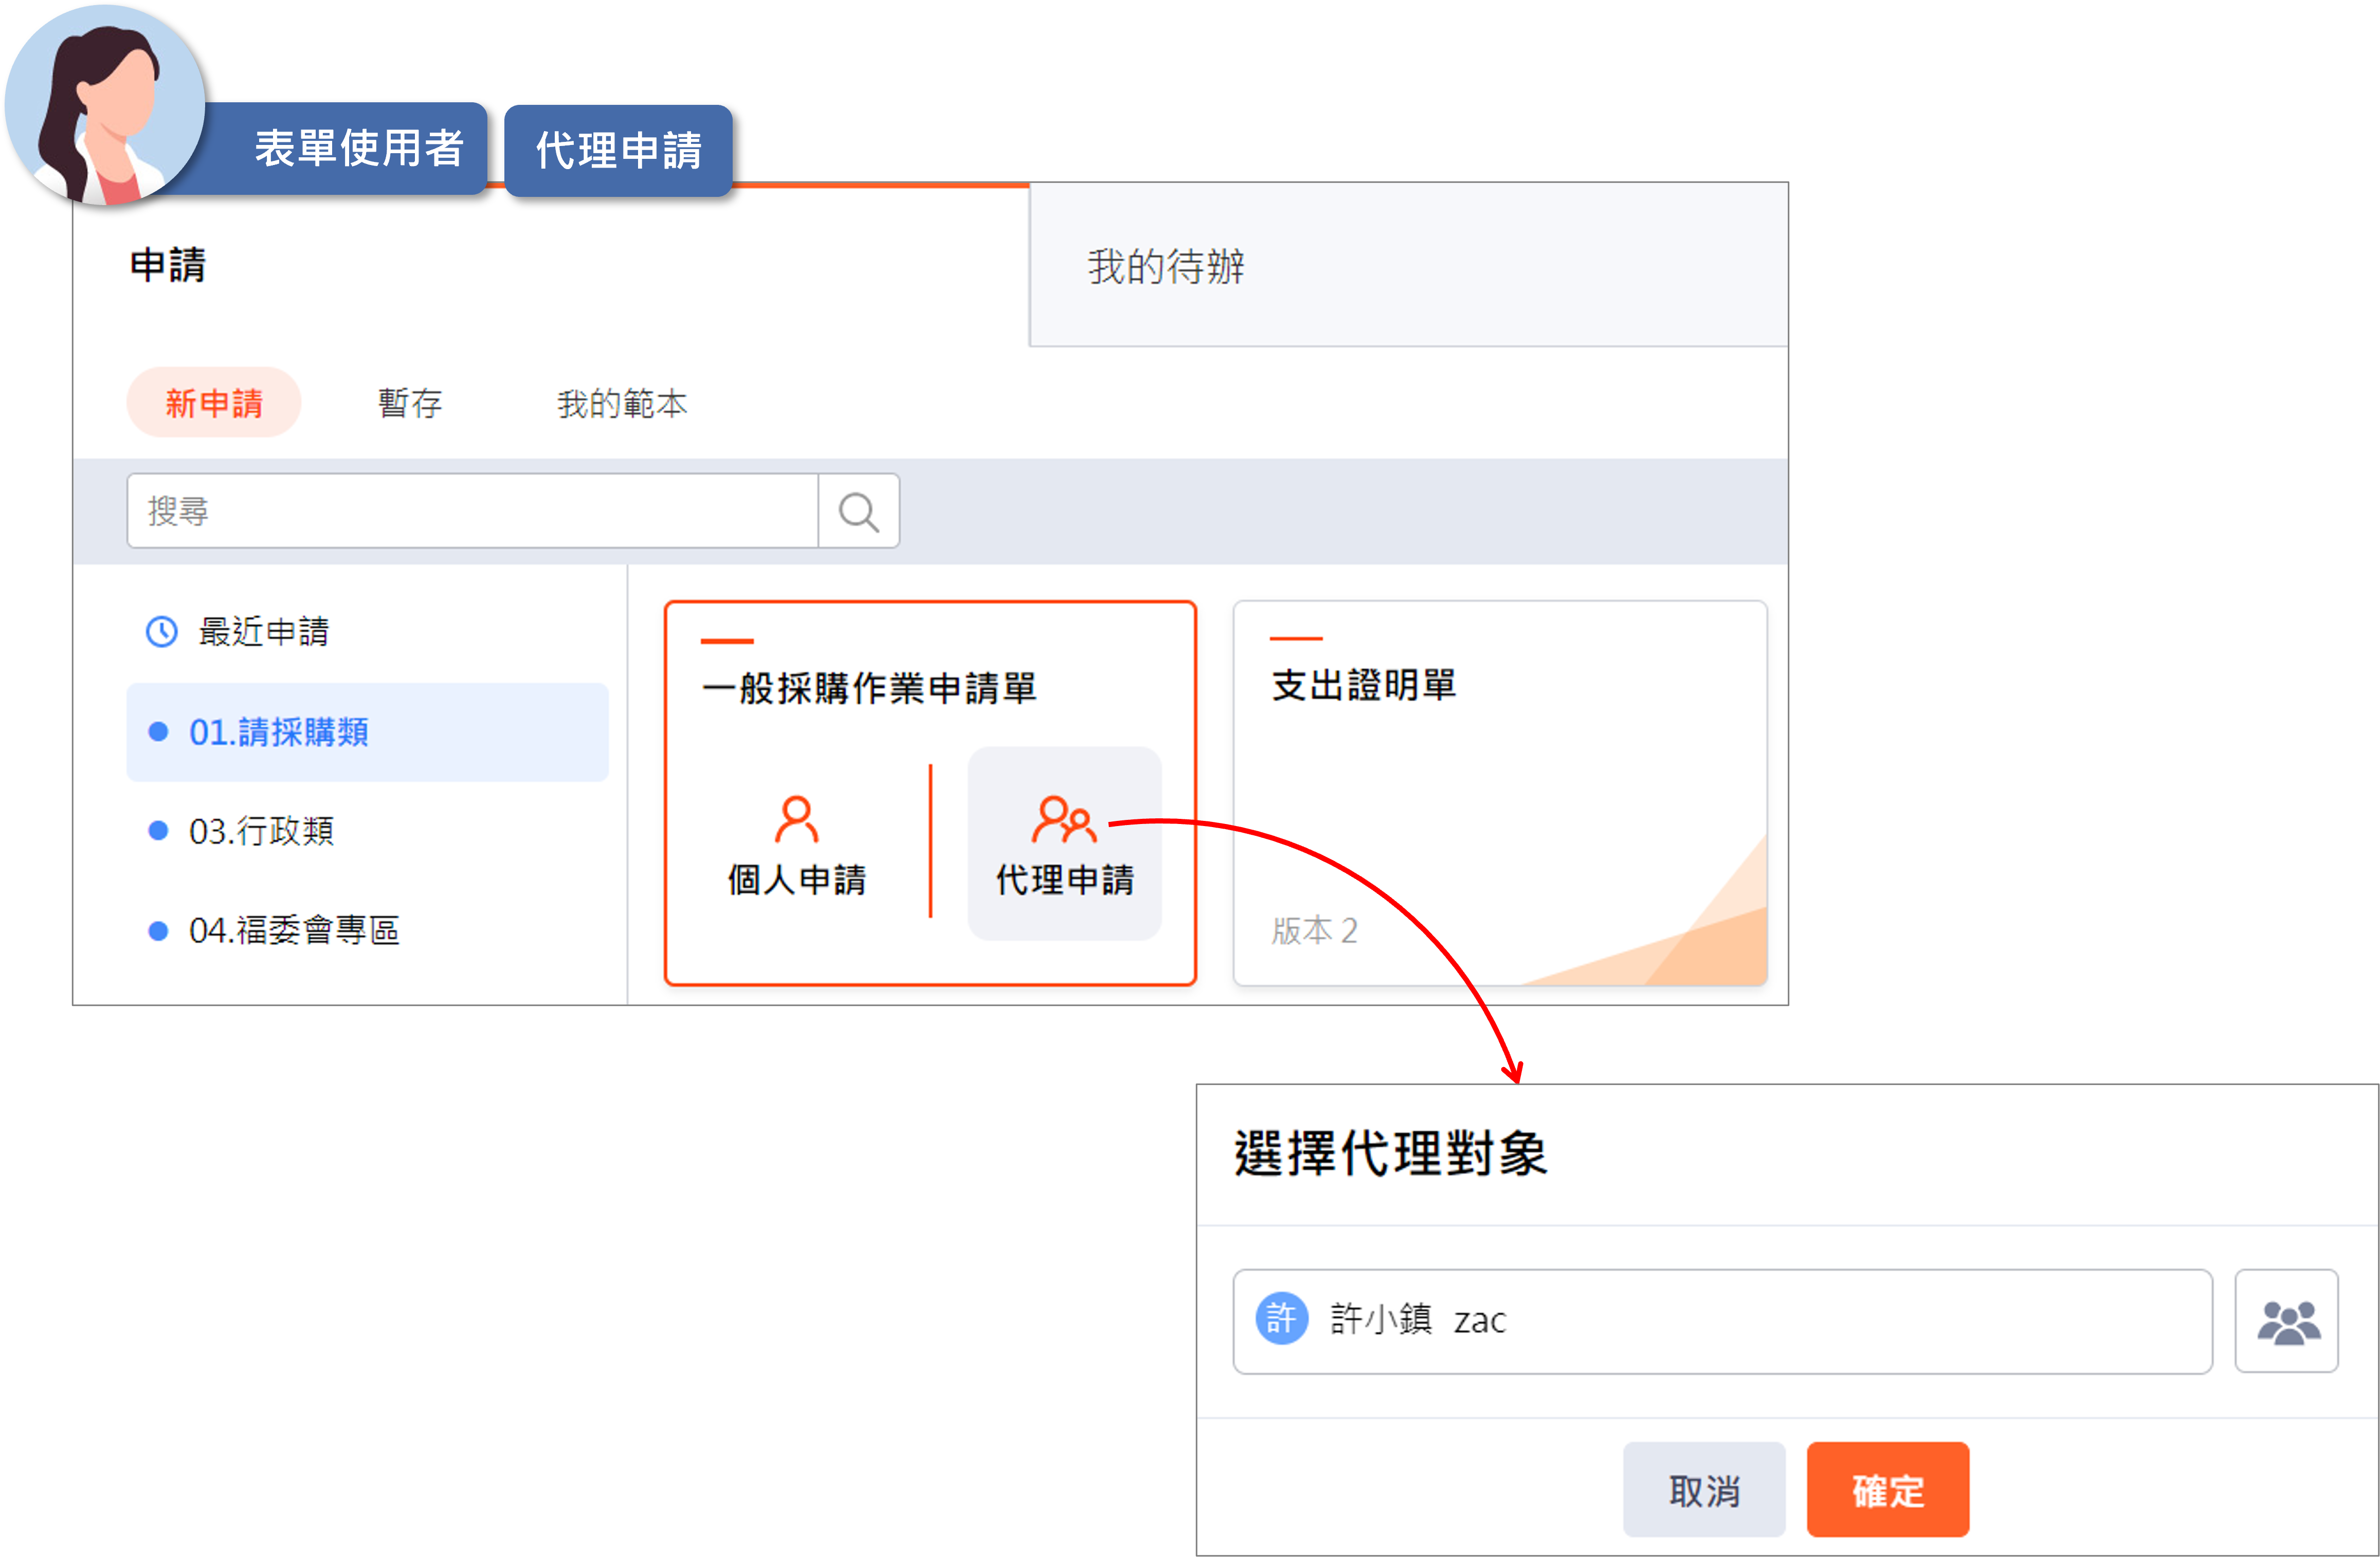 表單使用者
代理申請
申請
我的待辦
新申請
暫存
我的範本
搜尋
最近申請
01.請採購類
03.行政類
04.福委會專區
一般採購作業申請單
個人申請
代理申請
支出證明單
版本 2
選擇代理對象
許 許小鎮 zac
取消
確定